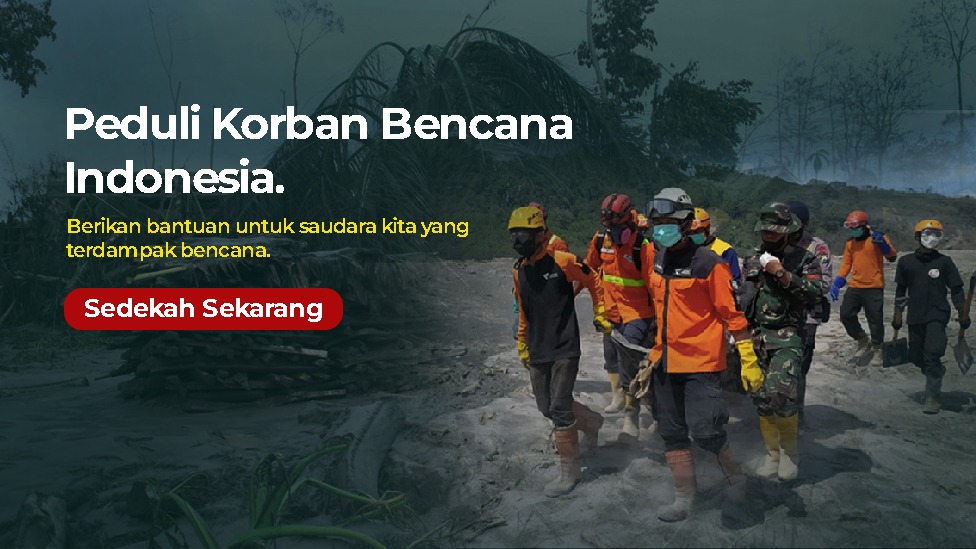 Peduli Korban Bencana
Indonesia.
Berikan bantuan untuk saudara kita yang
terdampak bencana.
Sedekah Sekarang